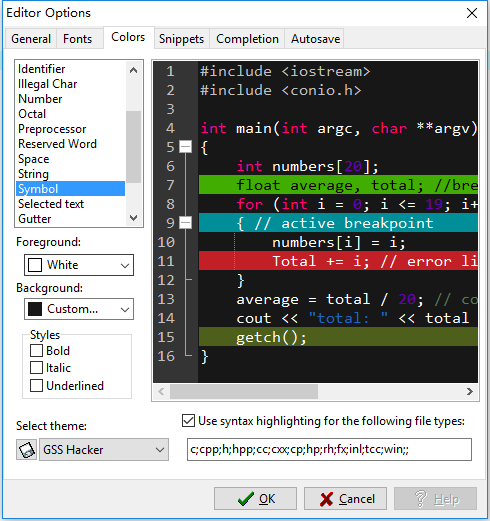 Editor Options
General Fonts Colors Snippets Completion Autosave
Identifier
Illegal Char
Number
Octal
Preprocessor
Reserved Word
Space
String
Symbol
Selected text
Gutter
Foreground:
White
Background:
Custom...
Styles
Bold
Italic
Underlined
1 #include <iostream>
2 #include <conio.h>
3
4 int main(int argc, char **argv)
5 {
6 int numbers[20];
7 float average, total; //bre
8 for (int i = 0; i <= 19; i+
9 { // active breakpoint
10 numbers[i] = i;
11 Total += i; // error li
12 }
13 average = total / 20; // co
14 cout << "total: " << total
15 getch();
16 }
Select theme:
GSS Hacker
Use syntax highlighting for the following file types:
c;cpp;h;hpp;cc;cxx;cp;hp;rh;fx;inl;tcc;win;;
OK Cancel Help